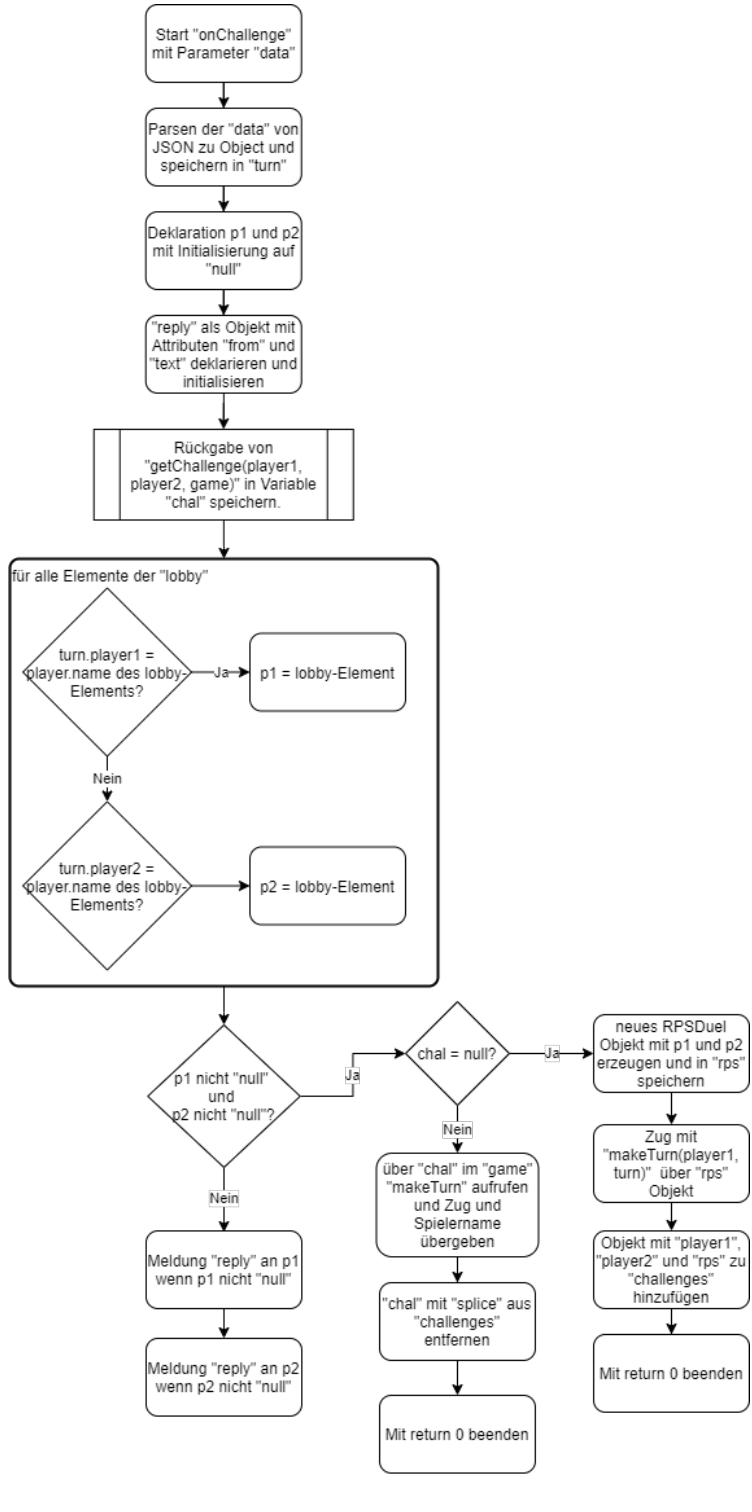 Start "onChallenge"
mit Parameter "data"
Parsen der "data" von
JSON zu Object und
speichern in "turn"
Deklaration p1 und p2
mit Initialisierung auf
"null"
"reply" als Objekt mit
Attributen "from" und
"text" deklarieren und
initialisieren
Rückgabe von
"getChallenge(player1,
player2, game)" in Variable
"chal" speichern.
für alle Elemente der "lobby"
turn.player1 =
player.name des lobby-
Elements?
Ja
p1 = lobby-Element
Nein
turn.player2 =
player.name des lobby-
Elements?
p2 = lobby-Element
p1 nicht "null"
und
p2 nicht "null"?
Ja
chal = null?
Ja
neues RPSDuel
Objekt mit p1 und p2
erzeugen und in "rps"
speichern
Nein
Zug mit
"makeTurn(player1,
turn)" über "rps"
Objekt
über "chal" im "game"
"makeTurn" aufrufen
und Zug und
Spielername
übergeben
Nein
Meldung "reply" an p1
wenn p1 nicht "null"
Objekt mit "player1",
"player2" und "rps" zu
"challenges"
hinzufügen
"chal" mit "splice" aus
"challenges"
entfernen
Meldung "reply" an p2
wenn p2 nicht "null"
Mit return 0 beenden
Mit return 0 beenden